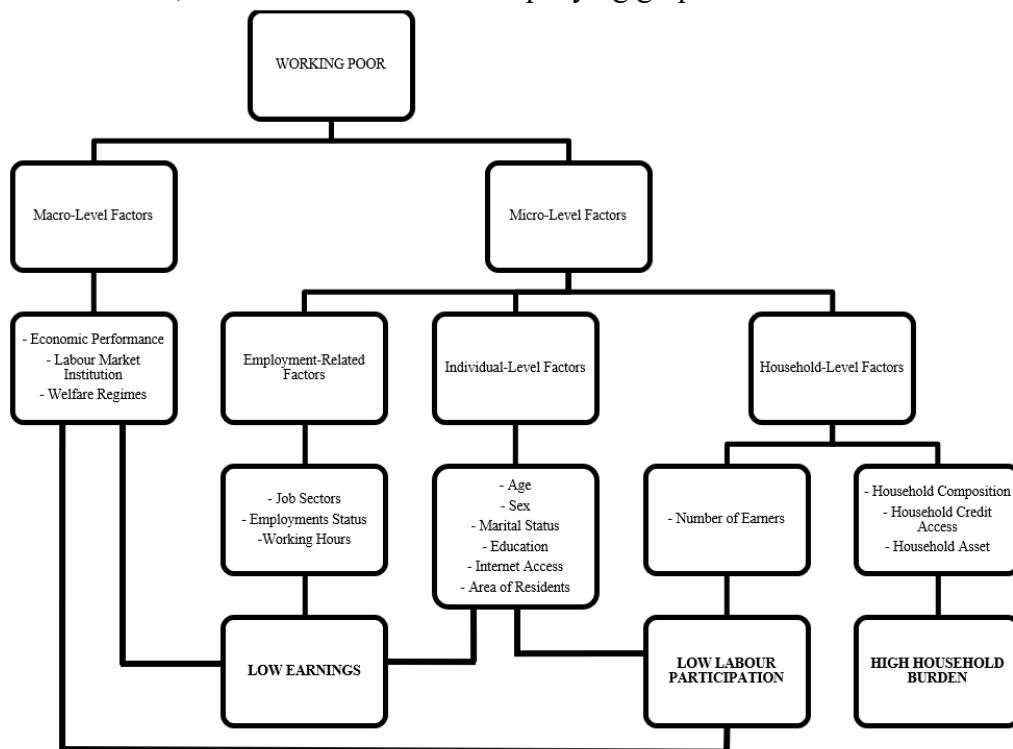 WORKING POOR
Macro-Level Factors
Micro-Level Factors
- Economic Performance
- Labour Market
Institution
- Welfare Regimes
Employment-Related
Factors
Individual-Level Factors
Household-Level Factors
- Job Sectors
- Employments Status
-Working Hours
- Age
- Sex
- Marital Status
- Education
- Internet Access
- Area of Residents
- Number of Earners
- Household Composition
- Household Credit
Access
- Household Asset
LOW EARNINGS
LOW LABOUR
PARTICIPATION
HIGH HOUSEHOLD
BURDEN